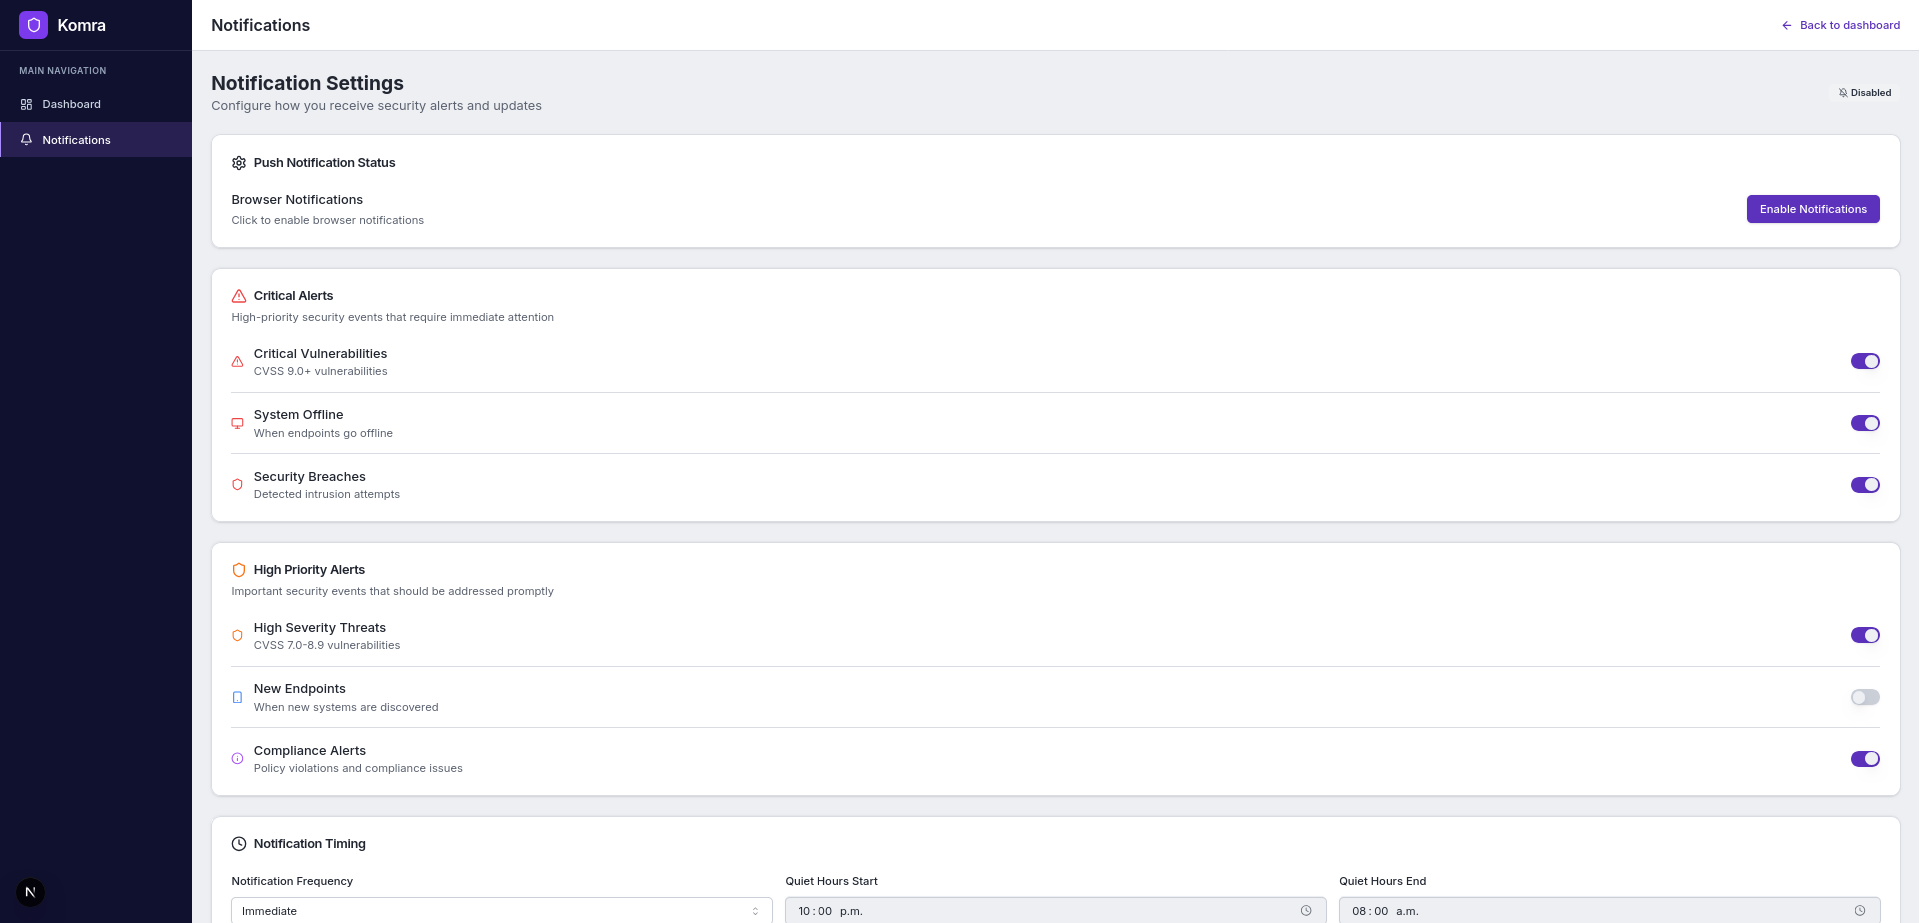 Komra
MAIN NAVIGATION
Dashboard
Notifications
Notifications
Back to dashboard
Notification Settings
Configure how you receive security alerts and updates
Disabled
Push Notification Status
Browser Notifications
Click to enable browser notifications
Enable Notifications
Critical Alerts
High-priority security events that require immediate attention
Critical Vulnerabilities
CVSS 9.0+ vulnerabilities
System Offline
When endpoints go offline
Security Breaches
Detected intrusion attempts
High Priority Alerts
Important security events that should be addressed promptly
High Severity Threats
CVSS 7.0-8.9 vulnerabilities
New Endpoints
When new systems are discovered
Compliance Alerts
Policy violations and compliance issues
Notification Timing
Notification Frequency
Quiet Hours Start
Quiet Hours End
Immediate
10:00 p.m.
08:00 a.m.
N